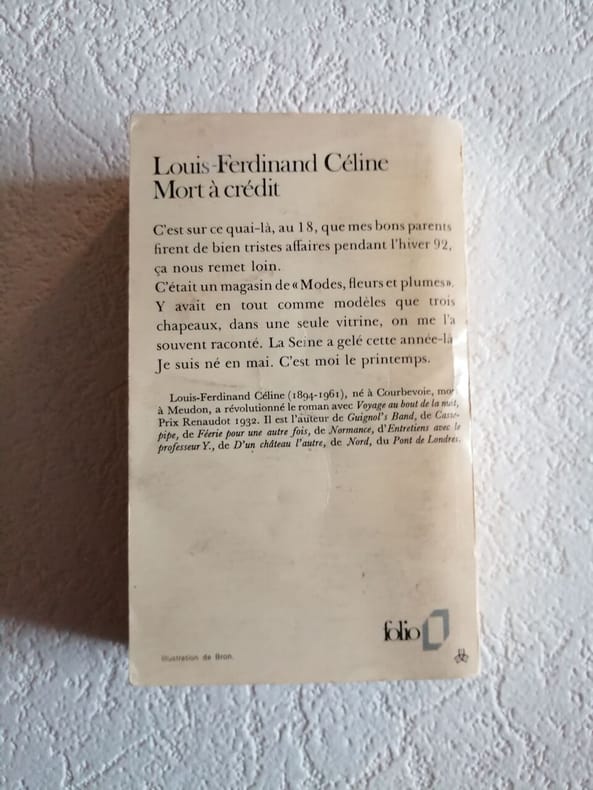 Louis-Ferdinand Céline
Mort à crédit
C'est sur ce quai-là, au 18, que mes bons parents
firent de bien tristes affaires pendant l'hiver 92,
ça nous remet loin.
C'était un magasin de « Modes, fleurs et plumes ».
Y avait en tout comme modèles que trois
chapeaux, dans une seule vitrine, on me l'a
souvent raconté. La Seine a gelé cette année-là
Je suis né en mai. C'est moi le printemps.
Louis-Ferdinand Céline (1894-1961), né à Courbevoie, mor
à Meudon, a révolutionné le roman avec Voyage au bout de la nuit,
Prix Renaudot 1932. Il est l'auteur de Guignol's Band, de Casse-
pipe, de Féerie pour une autre fois, de Normance, d'Entretiens avec le
professeur Y., de D'un château l'autre, de Nord, du Pont de Londres.
folio
Illustration de Bron.